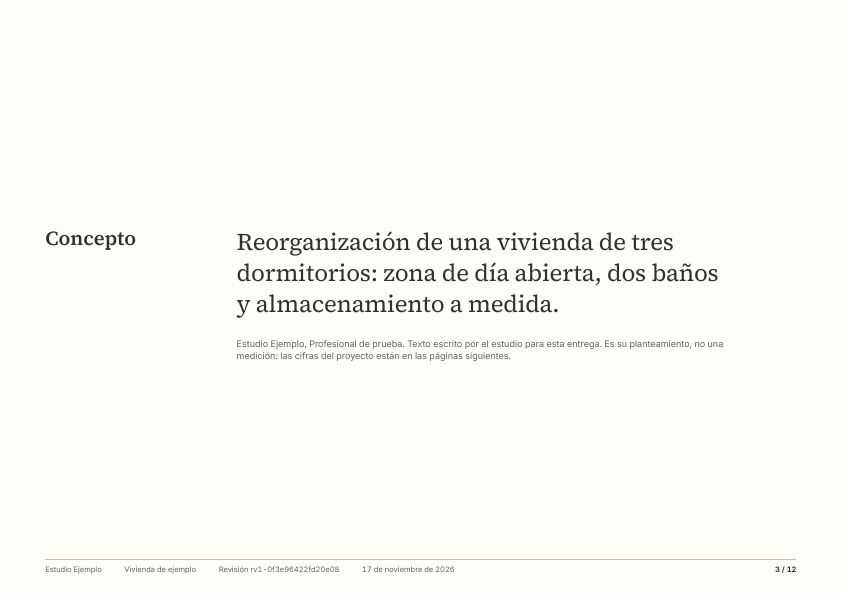 Concepto
Reorganización de una vivienda de tres
dormitorios: zona de día abierta, dos baños
y almacenamiento a medida.
Estudio Ejemplo, Profesional de prueba. Texto escrito por el estudio para esta entrega. Es su planteamiento, no una
medición: las cifras del proyecto están en las páginas siguientes.
Estudio Ejemplo Vivienda de ejemplo Revisión rv1-0f3e96422fd20e08 17 de noviembre de 2026 3 / 12